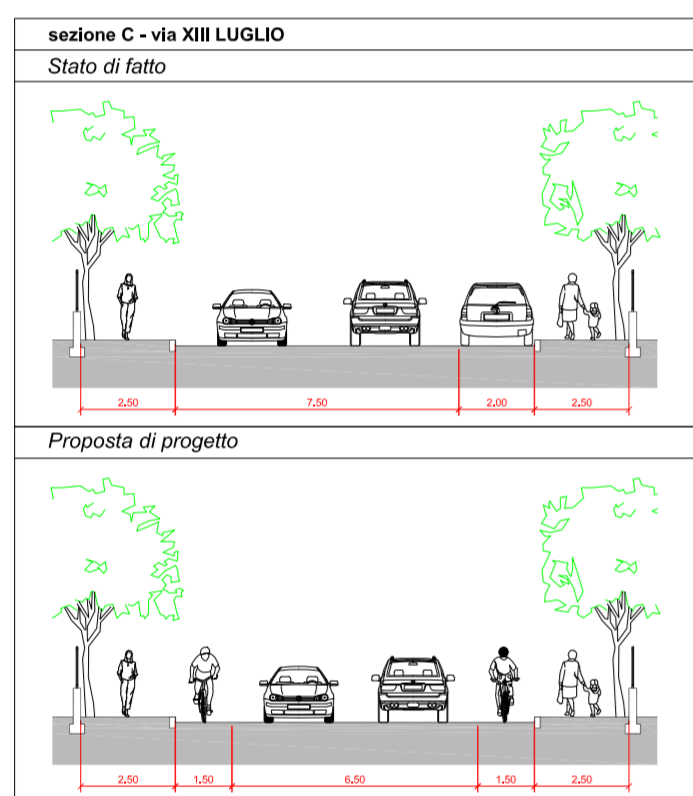 sezione C - via XIII LUGLIO
Stato di fatto
2.50 7.50 2.00 2.50
Proposta di progetto
2.50 1.50 6.50 1.50 2.50